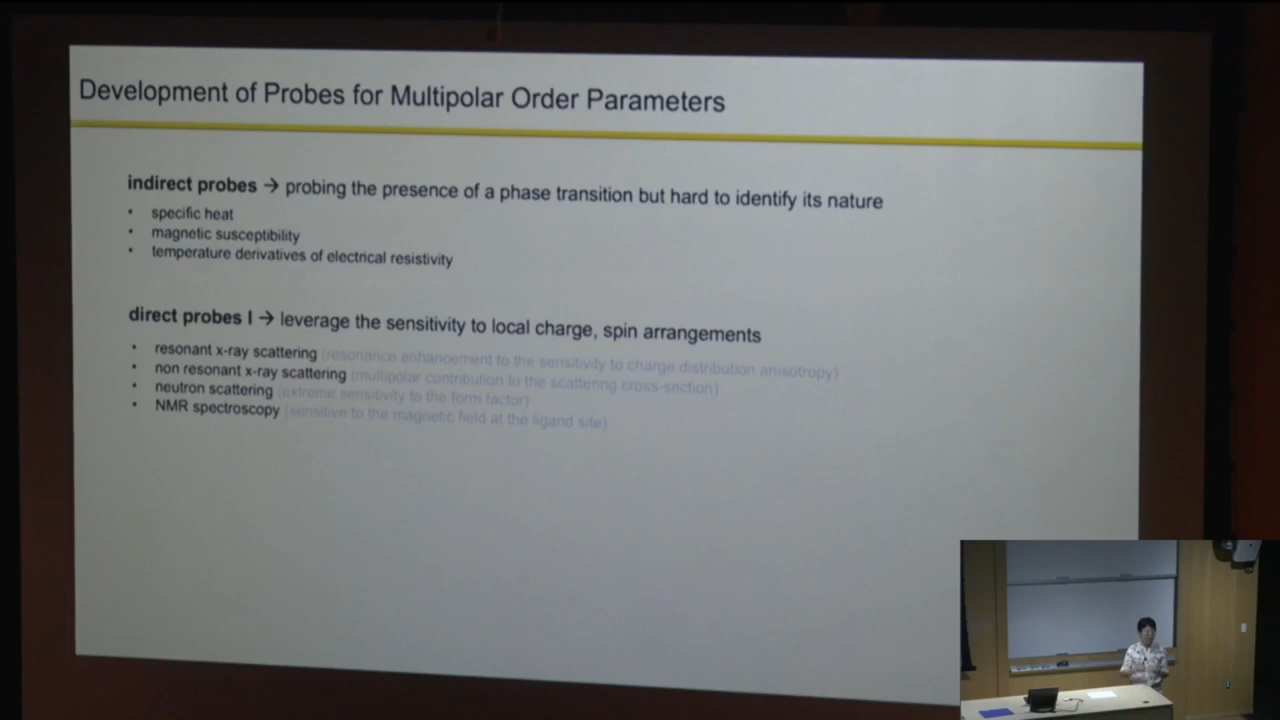 Development of Probes for Multipolar Order Parameters
indirect probes → probing the presence of a phase transition but hard to identify its nature
• specific heat
• magnetic susceptibility
• temperature derivatives of electrical resistivity
direct probes I → leverage the sensitivity to local charge, spin arrangements
• resonant x-ray scattering (resonance enhancement to the sensitivity to charge distribution anisotropy)
• non resonant x-ray scattering (multipolar contribution to the scattering cross-section)
• neutron scattering (extreme sensitivity to the form factor)
• NMR spectroscopy (sensitive to the magnetic field at the ligand site)